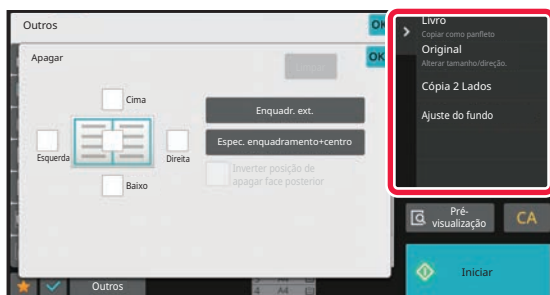 Outros
OK
Apagar
OK
Cima
Esquerda
Direita
Baixo
Enquadr. ext.
Espec. enquadramento+centro
Inverter posição de
apagar face posterior
Livro
Copiar como panfleto
Original
Alterar tamanho/direção.
Cópia 2 Lados
Ajuste do fundo
Pré-
visualização
CA
Iniciar
Outros
4 A4